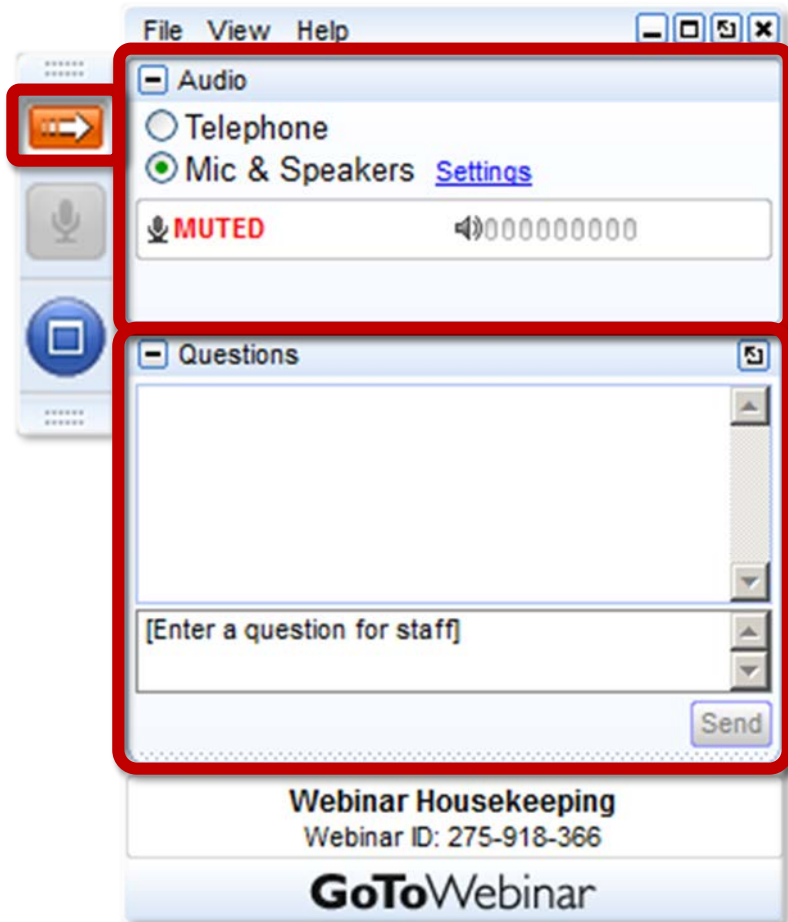 File View Help
Audio
Telephone
Mic & Speakers Settings
MUTED
Questions
[Enter a question for staff]
Send
Webinar Housekeeping
Webinar ID: 275-918-366
GoToWebinar